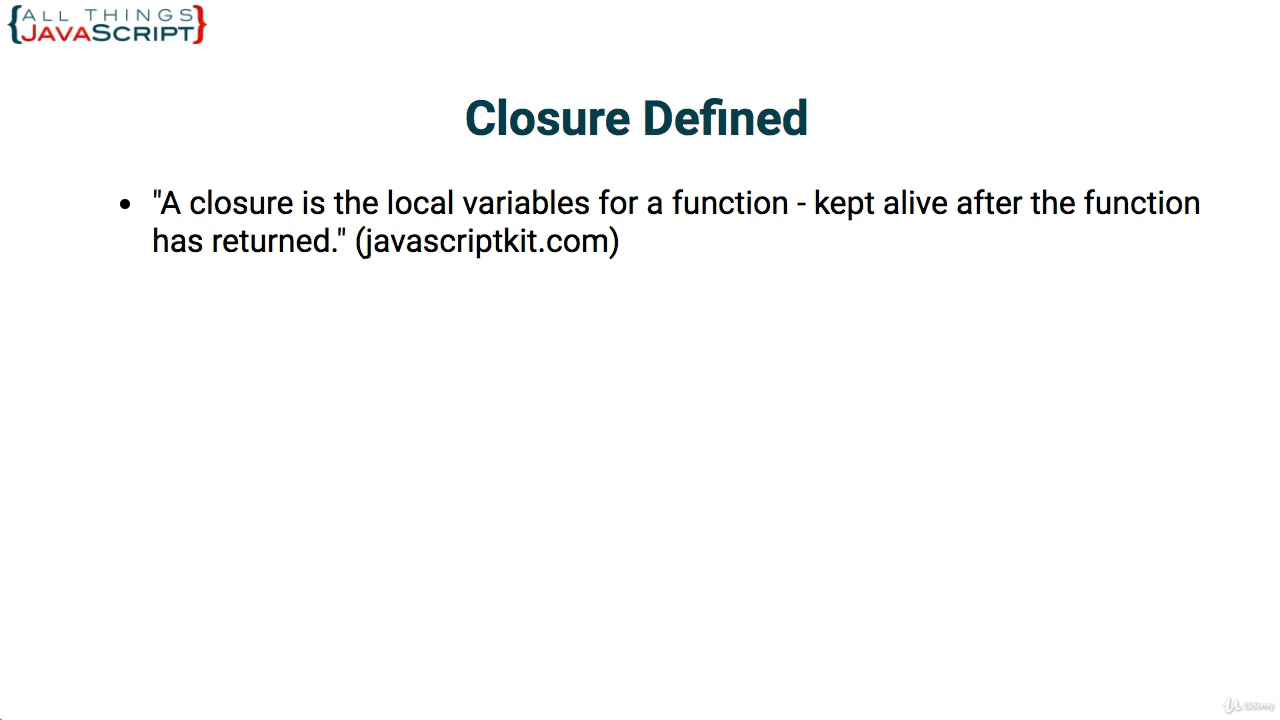 {ALL THINGS
JAVASCRIPT}
Closure Defined
• "A closure is the local variables for a function - kept alive after the function
has returned." (javascriptkit.com)
Udemy